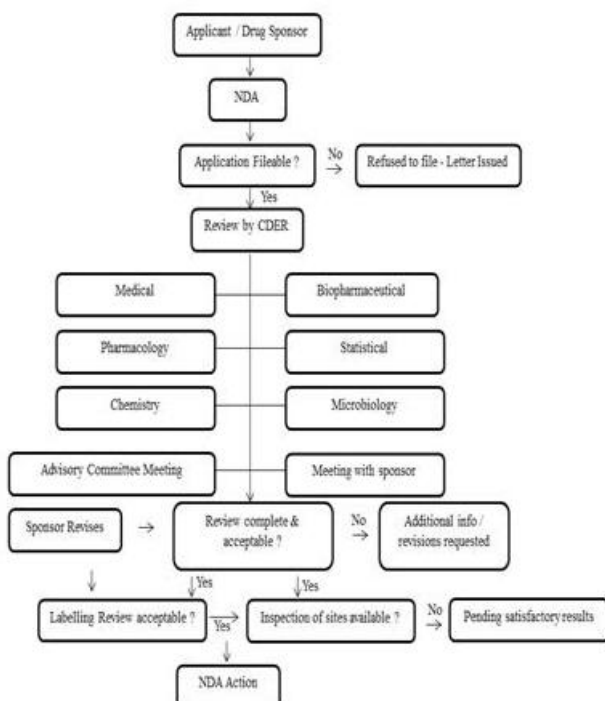 Applicant / Drug Sponsor
NDA
Application Fileable ?
No
Refused to file - Letter Issued
Yes
Review by CDER
Medical
Biopharmaceutical
Pharmacology
Statistical
Chemistry
Microbiology
Advisory Committee Meeting
Meeting with sponsor
Sponsor Revises
Review complete &
acceptable ?
No
Additional info /
revisions requested
Yes
Yes
Labelling Review acceptable ?
Yes
Inspection of sites available ?
No
Pending satisfactory results
NDA Action